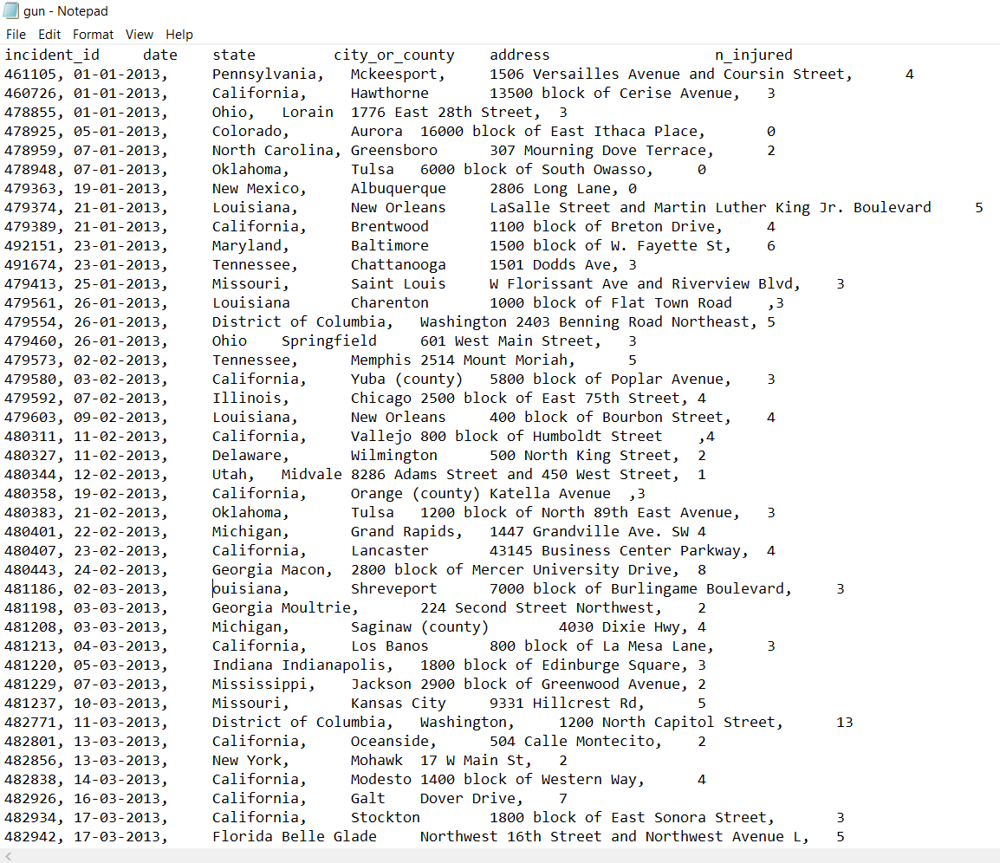 gun - Notepad
File Edit Format View Help
incident_id date state city_or_county address n_injured
461105, 01-01-2013, Pennsylvania, Mckeesport, 1506 Versailles Avenue and Coursin Street, 4
460726, 01-01-2013, California, Hawthorne 13500 block of Cerise Avenue, 3
478855, 01-01-2013, Ohio, Lorain 1776 East 28th Street, 3
478925, 05-01-2013, Colorado, Aurora 16000 block of East Ithaca Place, 0
478959, 07-01-2013, North Carolina, Greensboro 307 Mourning Dove Terrace, 2
478948, 07-01-2013, Oklahoma, Tulsa 6000 block of South Owasso, 0
479363, 19-01-2013, New Mexico, Albuquerque 2806 Long Lane, 0
479374, 21-01-2013, Louisiana, New Orleans LaSalle Street and Martin Luther King Jr. Boulevard 5
479389, 21-01-2013, California, Brentwood 1100 block of Breton Drive, 4
492151, 23-01-2013, Maryland, Baltimore 1500 block of W. Fayette St, 6
491674, 23-01-2013, Tennessee, Chattanooga 1501 Dodds Ave, 3
479413, 25-01-2013, Missouri, Saint Louis W Florissant Ave and Riverview Blvd, 3
479561, 26-01-2013, Louisiana Charenton 1000 block of Flat Town Road ,3
479554, 26-01-2013, District of Columbia, Washington 2403 Benning Road Northeast, 5
479460, 26-01-2013, Ohio Springfield 601 West Main Street, 3
479573, 02-02-2013, Tennessee, Memphis 2514 Mount Moriah, 5
479580, 03-02-2013, California, Yuba (county) 5800 block of Poplar Avenue, 3
479592, 07-02-2013, Illinois, Chicago 2500 block of East 75th Street, 4
479603, 09-02-2013, Louisiana, New Orleans 400 block of Bourbon Street, 4
480311, 11-02-2013, California, Vallejo 800 block of Humboldt Street ,4
480327, 11-02-2013, Delaware, Wilmington 500 North King Street, 2
480344, 12-02-2013, Utah, Midvale 8286 Adams Street and 450 West Street, 1
480358, 19-02-2013, California, Orange (county) Katella Avenue ,3
480383, 21-02-2013, Oklahoma, Tulsa 1200 block of North 89th East Avenue, 3
480401, 22-02-2013, Michigan, Grand Rapids, 1447 Grandville Ave. SW 4
480407, 23-02-2013, California, Lancaster 43145 Business Center Parkway, 4
480443, 24-02-2013, Georgia Macon, 2800 block of Mercer University Drive, 8
481186, 02-03-2013, ouisiana, Shreveport 7000 block of Burlingame Boulevard, 3
481198, 03-03-2013, Georgia Moultrie, 224 Second Street Northwest, 2
481208, 03-03-2013, Michigan, Saginaw (county) 4030 Dixie Hwy, 4
481213, 04-03-2013, California, Los Banos 800 block of La Mesa Lane, 3
481220, 05-03-2013, Indiana Indianapolis, 1800 block of Edinburge Square, 3
481229, 07-03-2013, Mississippi, Jackson 2900 block of Greenwood Avenue, 2
481237, 10-03-2013, Missouri, Kansas City 9331 Hillcrest Rd, 5
482771, 11-03-2013, District of Columbia, Washington, 1200 North Capitol Street, 13
482801, 13-03-2013, California, Oceanside, 504 Calle Montecito, 2
482856, 13-03-2013, New York, Mohawk 17 W Main St, 2
482838, 14-03-2013, California, Modesto 1400 block of Western Way, 4
482926, 16-03-2013, California, Galt Dover Drive, 7
482934, 17-03-2013, California, Stockton 1800 block of East Sonora Street, 3
482942, 17-03-2013, Florida Belle Glade Northwest 16th Street and Northwest Avenue L, 5